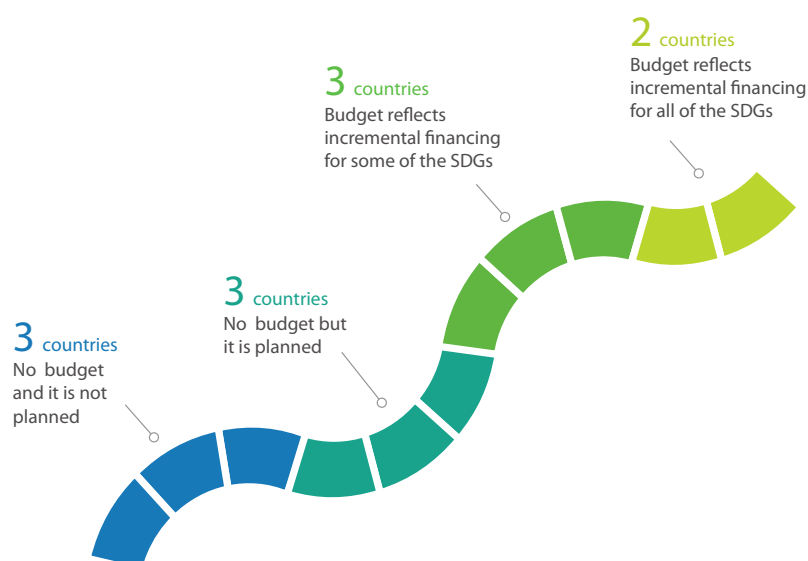 2 countries
Budget reflects
incremental financing
for all of the SDGs
3 countries
Budget reflects
incremental financing
for some of the SDGs
3 countries
No budget but
it is planned
3 countries
No budget
and it is not
planned